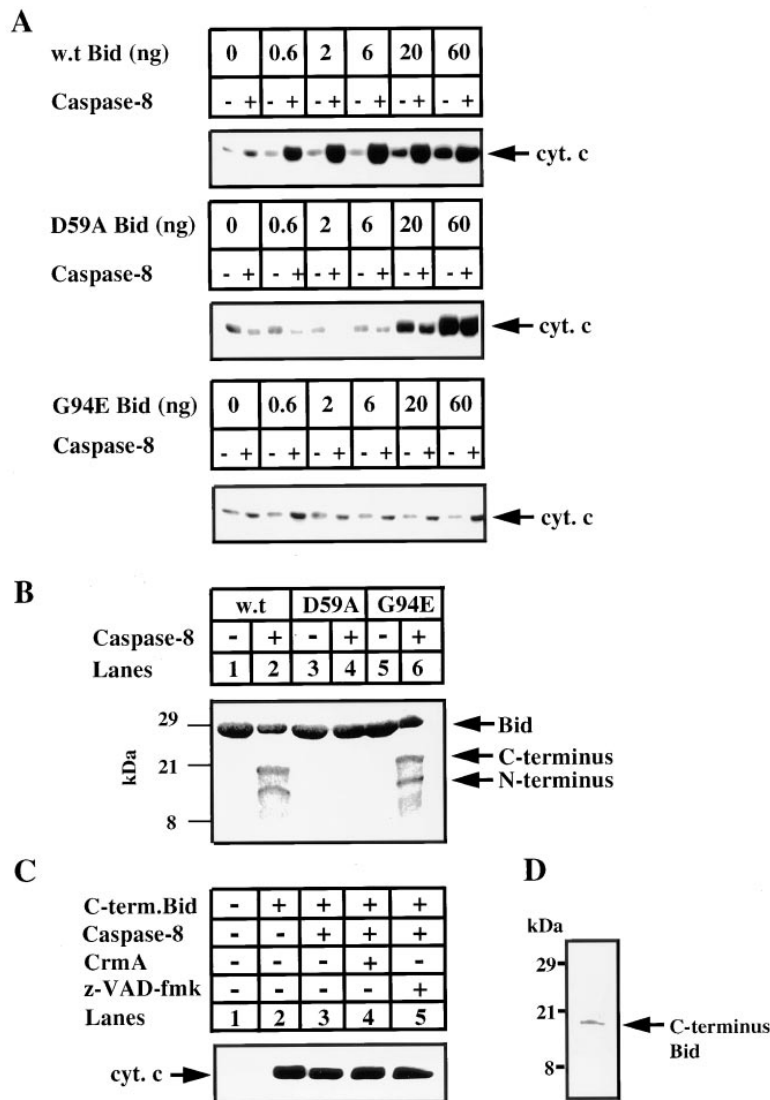 A
w.t Bid (ng) 0 0.6 2 6 20 60
Caspase-8 - + - + - + - + - + - +
cyt. c
D59A Bid (ng) 0 0.6 2 6 20 60
Caspase-8 - + - + - + - + - + - +
cyt. c
G94E Bid (ng) 0 0.6 2 6 20 60
Caspase-8 - + - + - + - + - + - +
cyt. c
B
w.t D59A G94E
Caspase-8 - + - + - +
Lanes 1 2 3 4 5 6
29
Bid
C-terminus
21
N-terminus
kDa
8
C
C-term.Bid - + + + +
Caspase-8 - - + + +
CrmA - - - + -
z-VAD-fmk - - - - +
Lanes 1 2 3 4 5
cyt. c
D
kDa
29
21
C-terminus
Bid
8